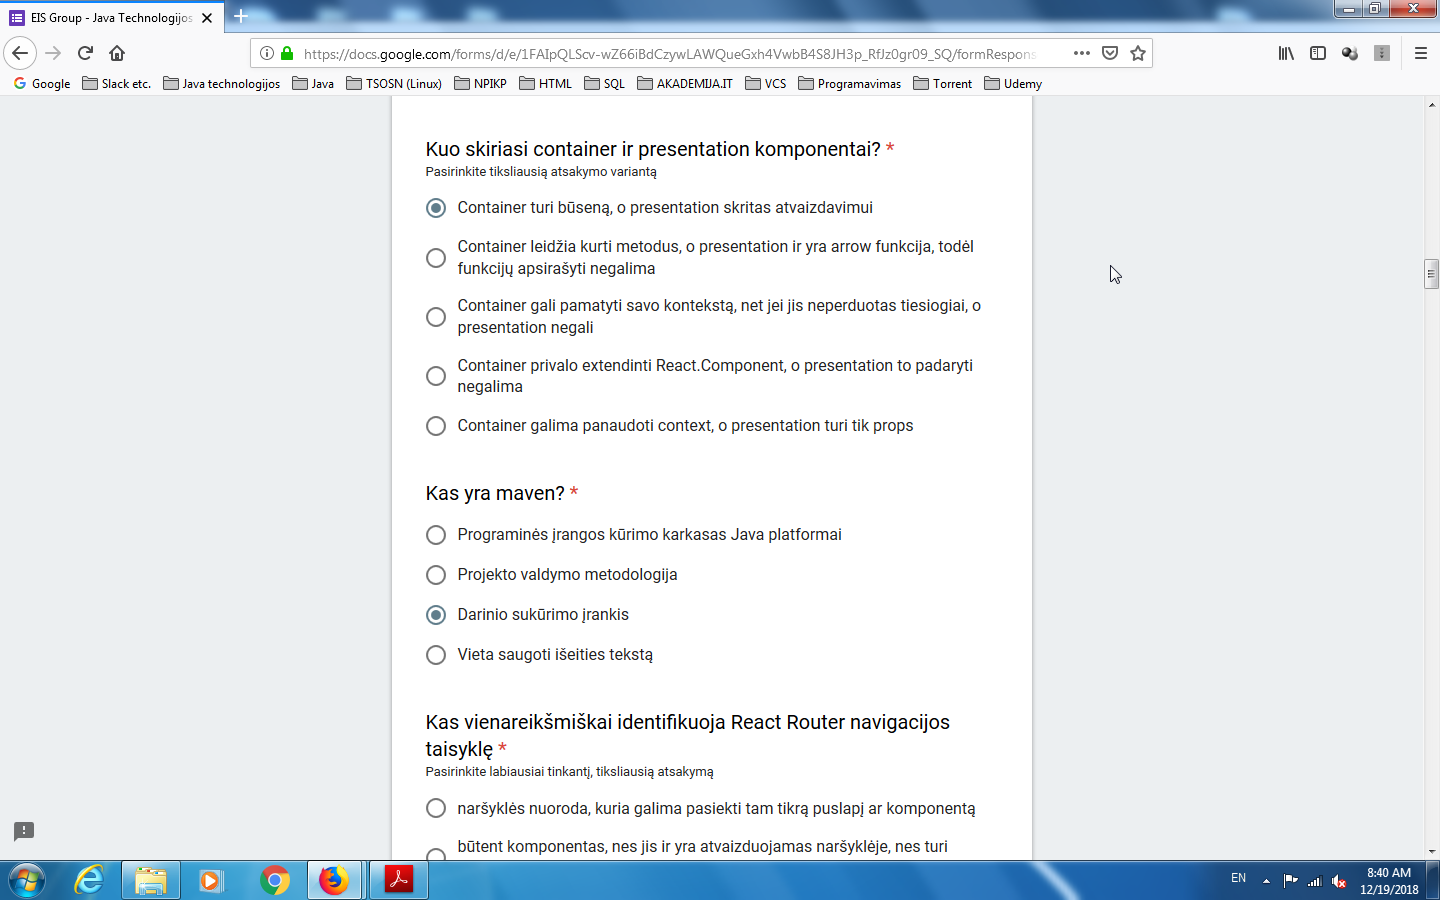 EIS Group - Java Technologijos
https://docs.google.com/forms/d/e/1FAIpQLScv-wZ66iBdCzywLAWQueGxh4VwbB4S8JH3p_RfJz0gr09_SQ/formRespons
Google Slack etc. Java technologijos Java TSOSN (Linux) NPIKP HTML SQL AKADEMIJA.IT VCS Programavimas Torrent Udemy
Kuo skiriasi container ir presentation komponentai? *
Pasirinkite tiksliausią atsakymo variantą
Container turi būseną, o presentation skritas atvaizdavimui
Container leidžia kurti metodus, o presentation ir yra arrow funkcija, todėl
funkcijų apsirašyti negalima
Container gali pamatyti savo kontekstą, net jei jis neperduotas tiesiogiai, o
presentation negali
Container privalo extendinti React.Component, o presentation to padaryti
negalima
Container galima panaudoti context, o presentation turi tik props
Kas yra maven? *
Programinės įrangos kūrimo karkasas Java platformai
Projekto valdymo metodologija
Darinio sukūrimo įrankis
Vieta saugoti išeities tekstą
Kas vienareikšmiškai identifikuoja React Router navigacijos
taisyklę *
Pasirinkite labiausiai tinkantį, tiksliausią atsakymą
naršyklės nuoroda, kuria galima pasiekti tam tikrą puslapį ar komponentą
būtent komponentas, nes jis ir yra atvaizduojamas naršyklėje, nes turi
EN
8:40 AM
12/19/2018